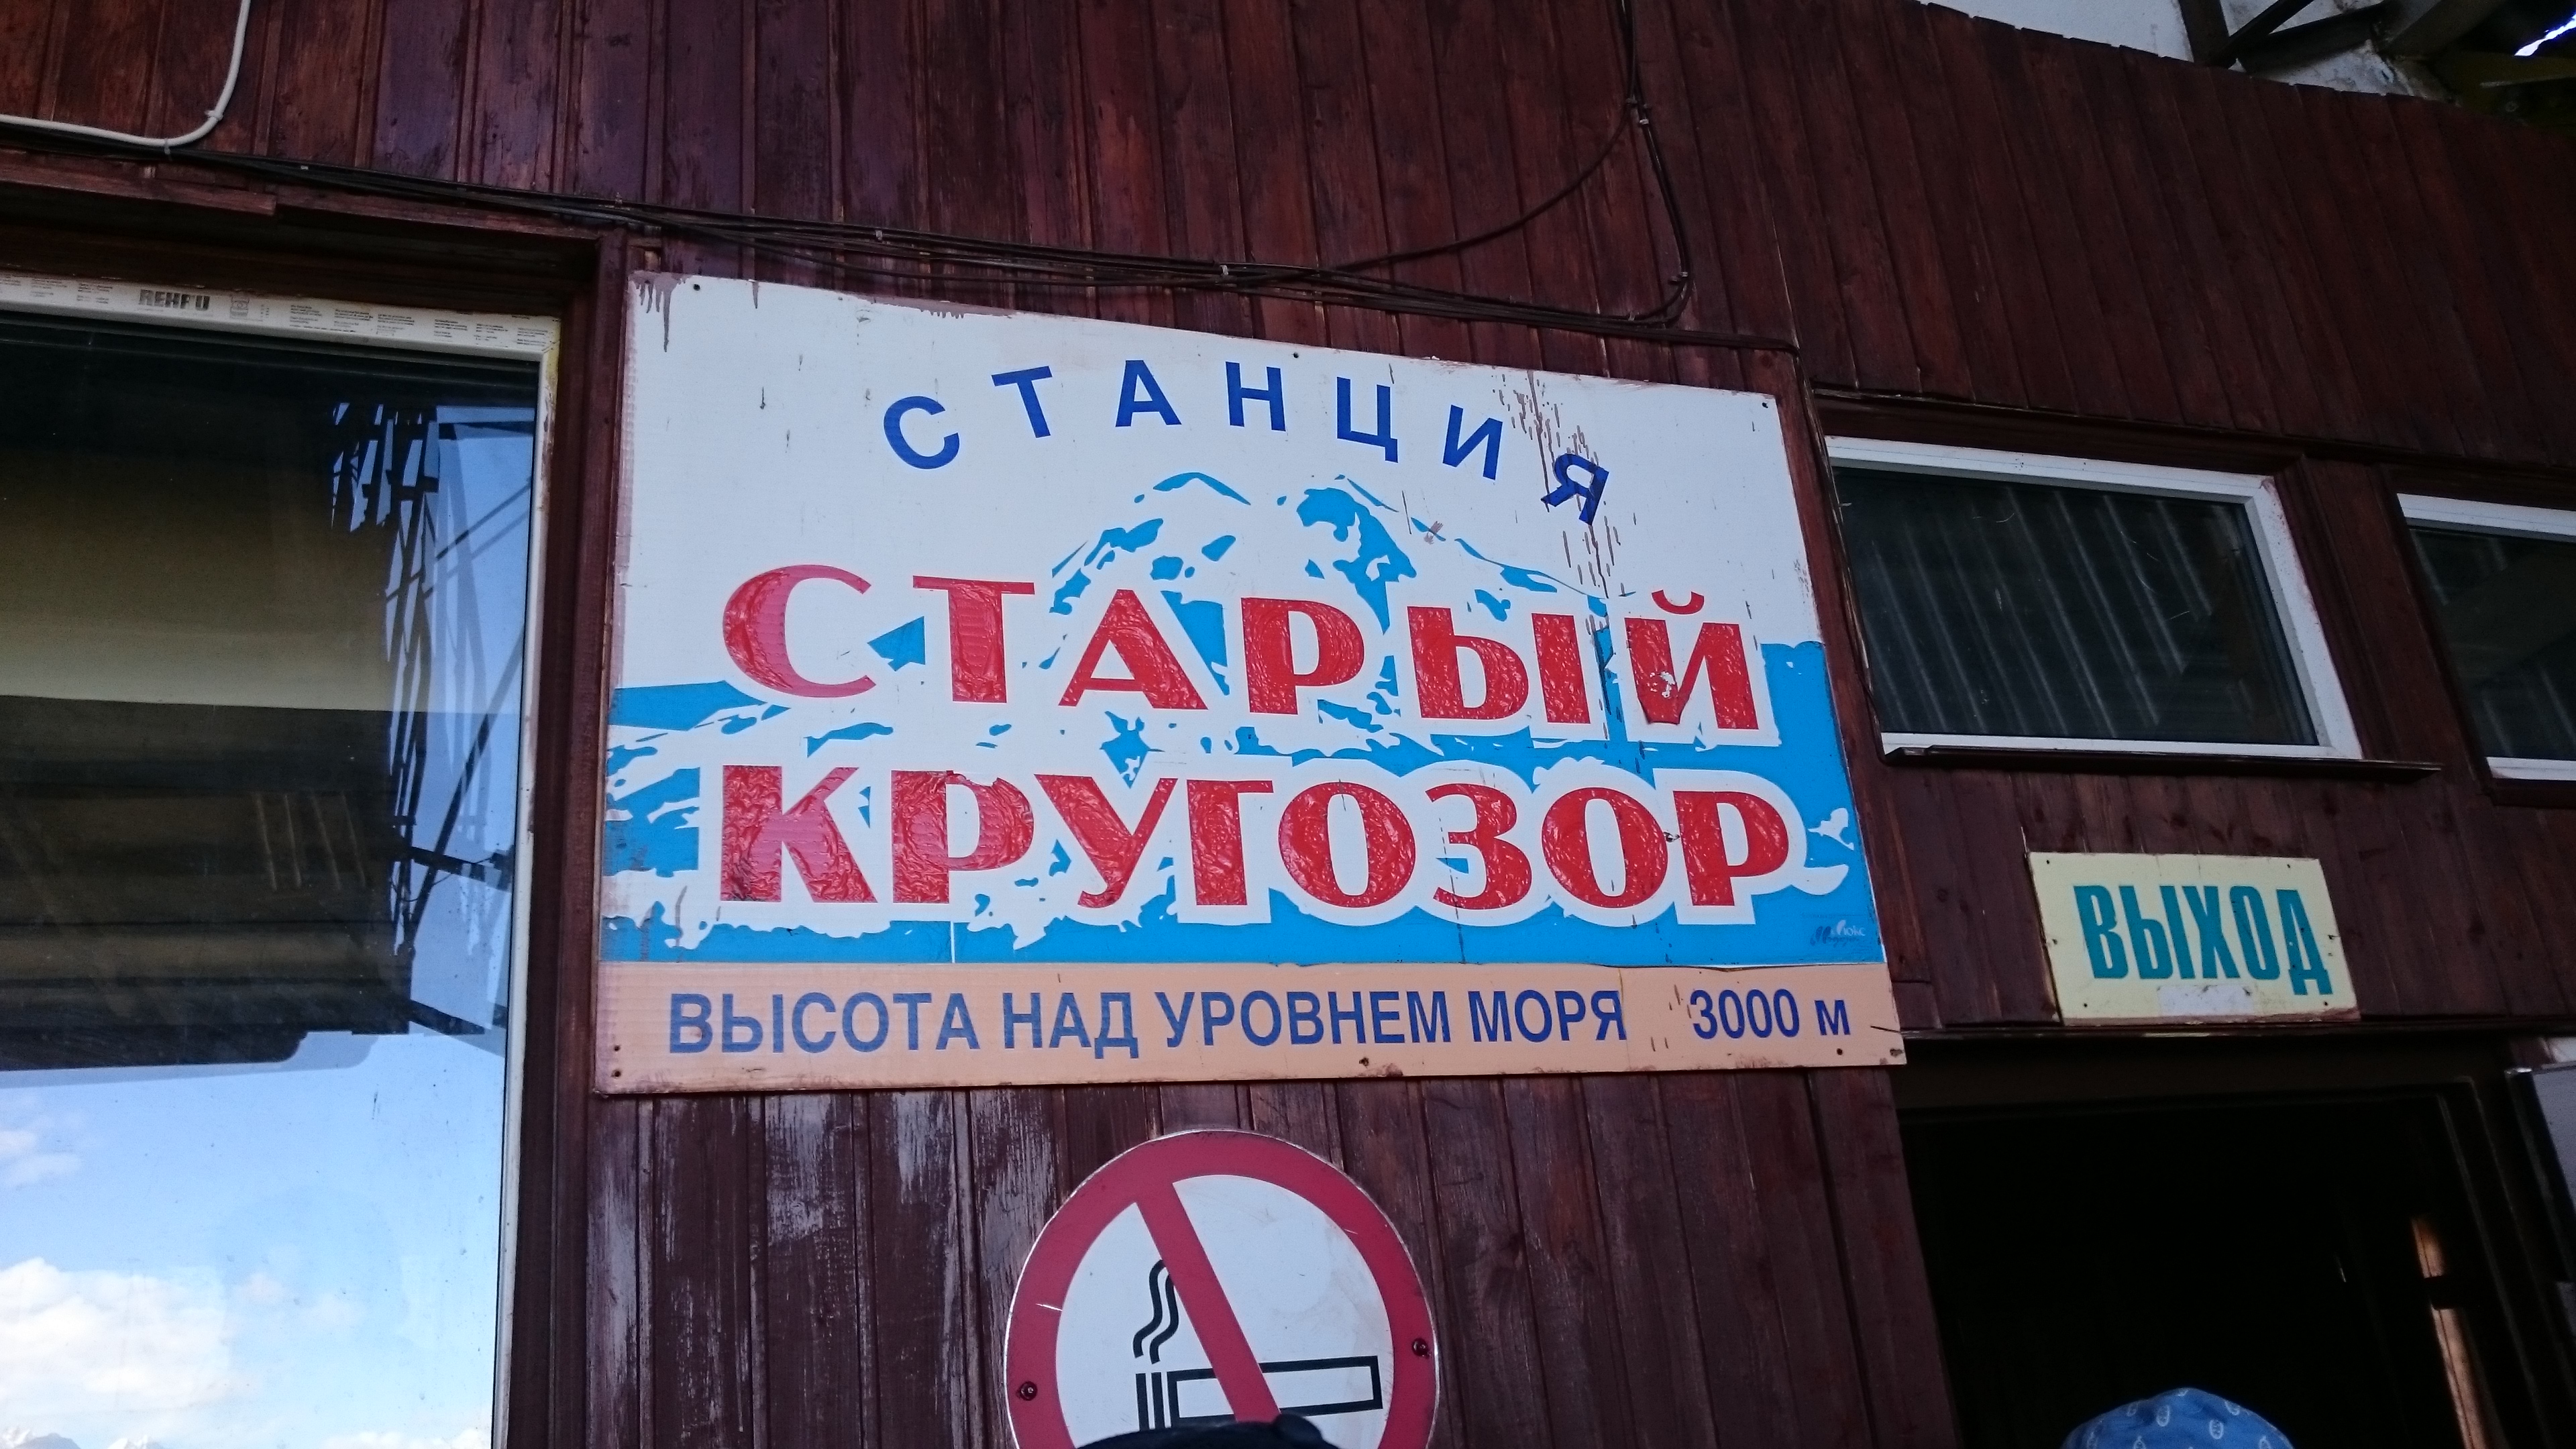 СТАНЦИЯ
СТАРЫЙ
КРУГОЗОР
ВЫСОТА НАД УРОВНЕМ МОРЯ 3000 м
ВЫХОД